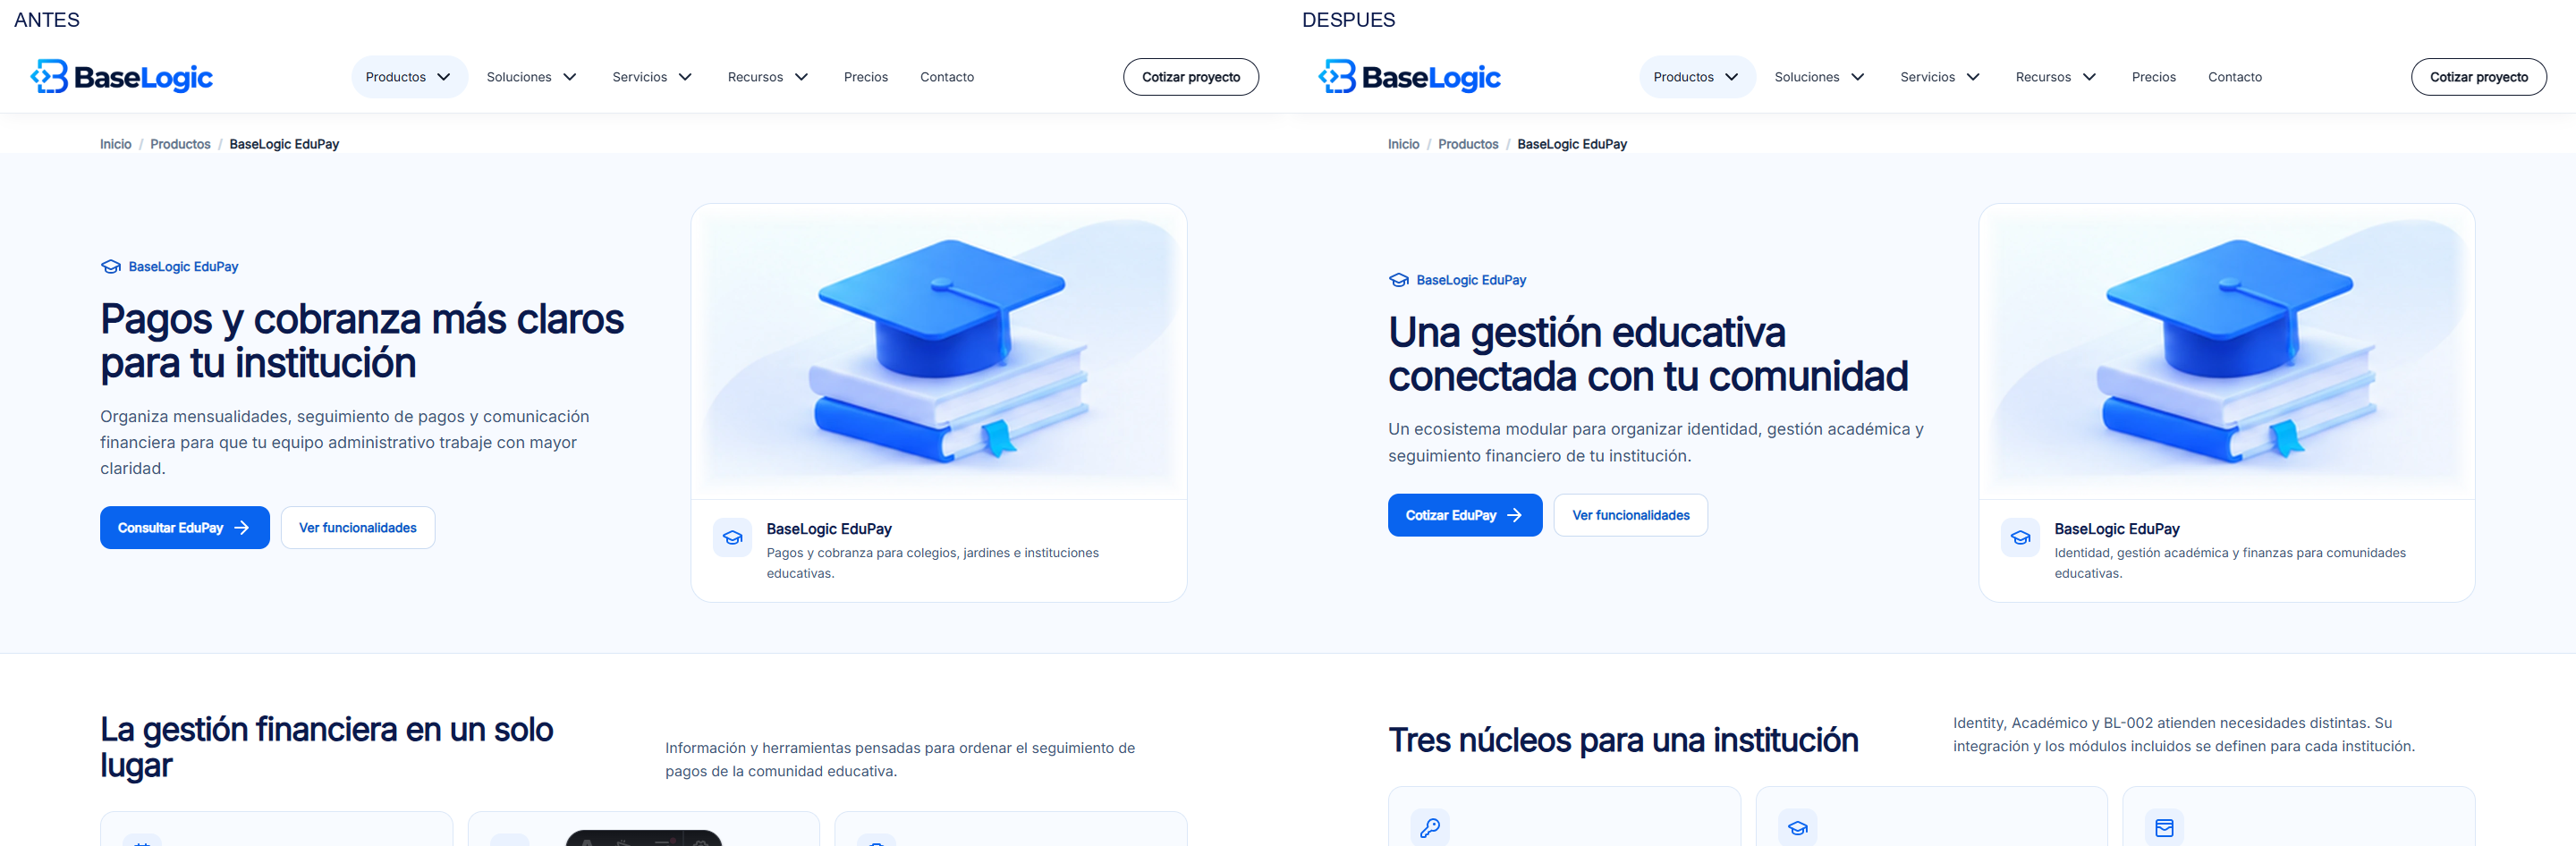 ANTES
BaseLogic
Productos
Soluciones
Servicios
Recursos
Precios
Contacto
Cotizar proyecto
Inicio / Productos / BaseLogic EduPay
BaseLogic EduPay
Pagos y cobranza más claros
para tu institución
Organiza mensualidades, seguimiento de pagos y comunicación
financiera para que tu equipo administrativo trabaje con mayor
claridad.
Consultar EduPay
Ver funcionalidades
BaseLogic EduPay
Pagos y cobranza para colegios, jardines e instituciones
educativas.
La gestión financiera en un solo
lugar
Información y herramientas pensadas para ordenar el seguimiento de
pagos de la comunidad educativa.
DESPUES
BaseLogic
Productos
Soluciones
Servicios
Recursos
Precios
Contacto
Cotizar proyecto
Inicio / Productos / BaseLogic EduPay
BaseLogic EduPay
Una gestión educativa
conectada con tu comunidad
Un ecosistema modular para organizar identidad, gestión académica y
seguimiento financiero de tu institución.
Cotizar EduPay
Ver funcionalidades
BaseLogic EduPay
Identidad, gestión académica y finanzas para comunidades
educativas.
Tres núcleos para una institución
Identity, Académico y BL-002 atienden necesidades distintas. Su
integración y los módulos incluidos se definen para cada institución.